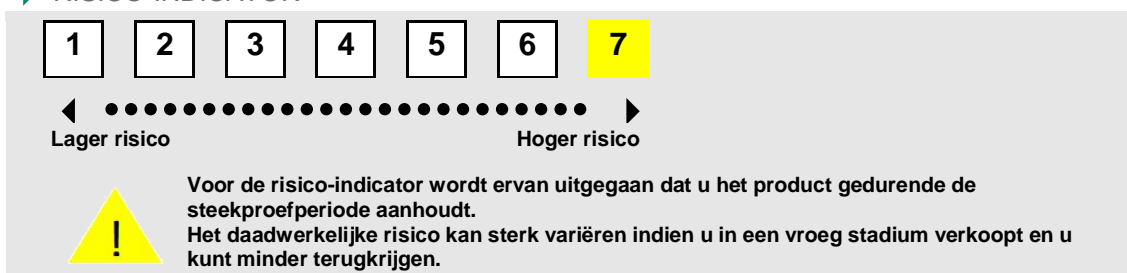 RISICO-INDICATOR
1 2 3 4 5 6 7
Lager risico Hoger risico
Voor de risico-indicator wordt ervan uitgegaan dat u het product gedurende de
steekproefperiode aanhoudt.
! Het daadwerkelijke risico kan sterk variëren indien u in een vroeg stadium verkoopt en u
kunt minder terugkrijgen.